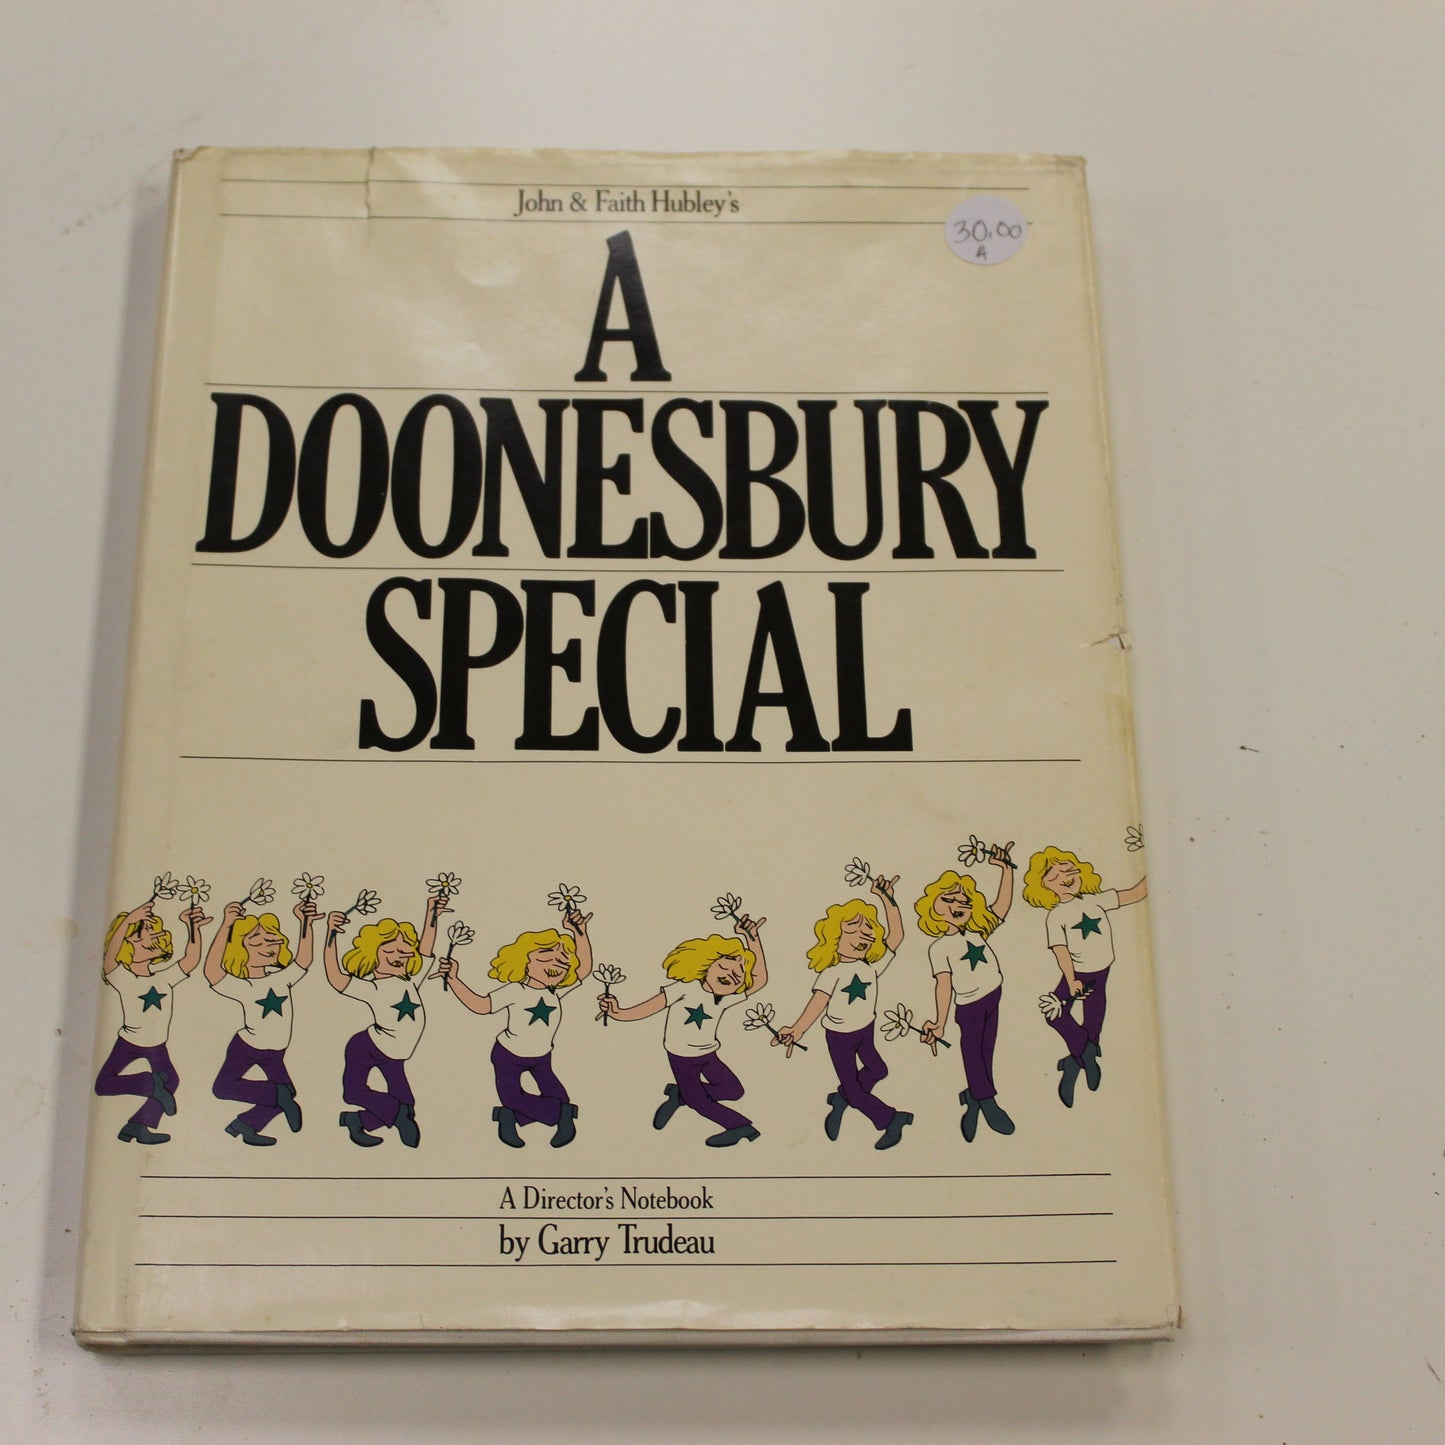 John & Faith Hubley's
30.00
A
A
DOONESBURY
SPECIAL
A Director's Notebook
by Garry Trudeau